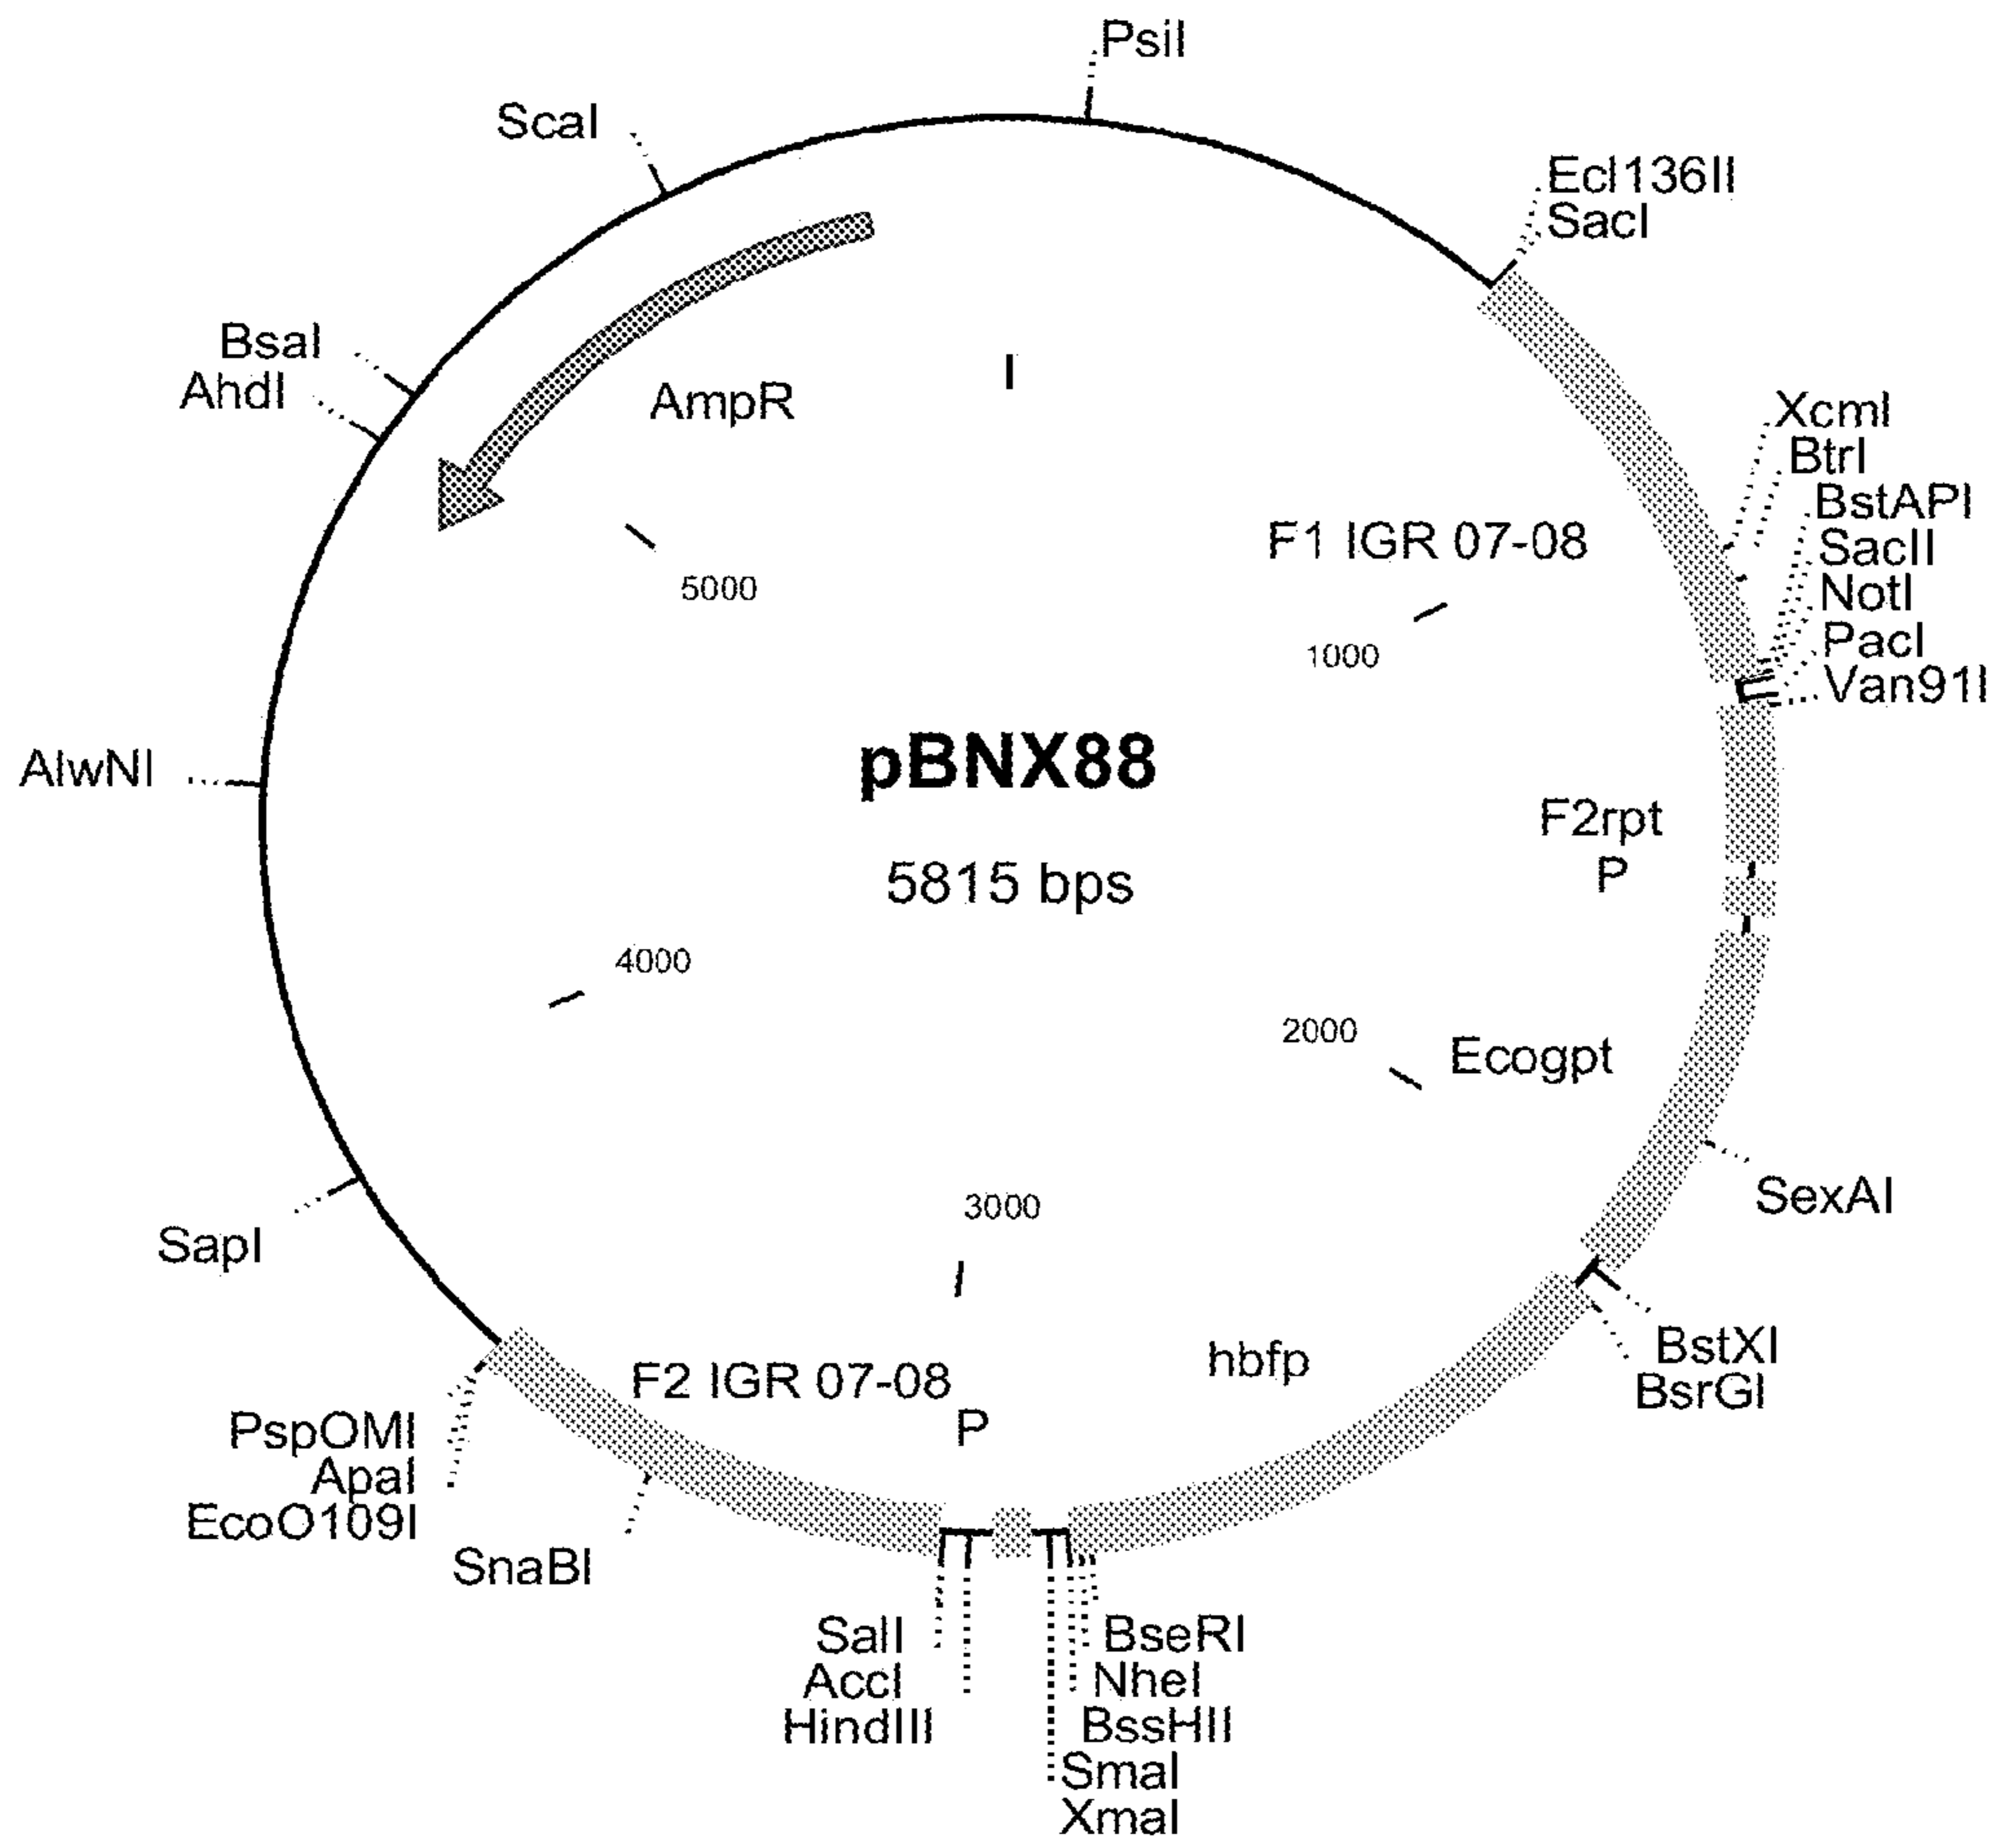 PsiI
ScaI
Ecl136II
SacI
BsaI
AhdI
AmpR
I
XcmI
BtrI
BstAPI
SacII
NotI
PacI
Van91I
F1 IGR 07-08
5000
1000
pBNX88
5815 bps
AlwNI
F2rpt
P
4000
2000
Ecogpt
SexAI
SapI
3000
hbfp
BstXI
BsrGI
F2 IGR 07-08
P
PspOMI
ApaI
EcoO109I
SnaBI
SalI
AccI
HindIII
BseRI
NheI
BssHII
SmaI
XmaI